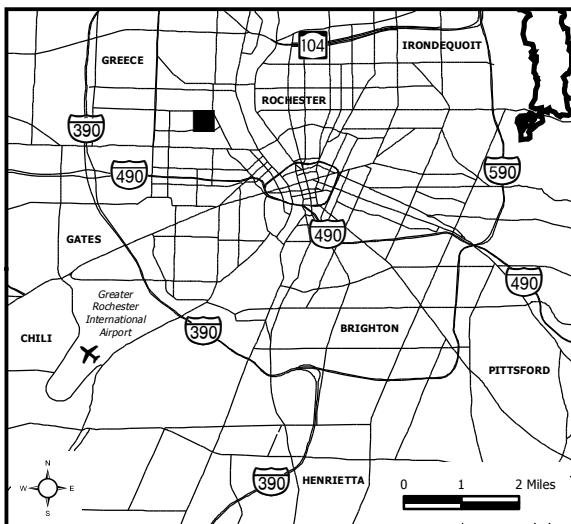 104
IRONDEQUOIT
GREECE
ROCHESTER
390
490
590
490
GATES
490
Greater
Rochester
International
Airport
390
BRIGHTON
CHILI
PITTSFORD
N
W
E
S
390
HENRIETTA
0 1 2 Miles